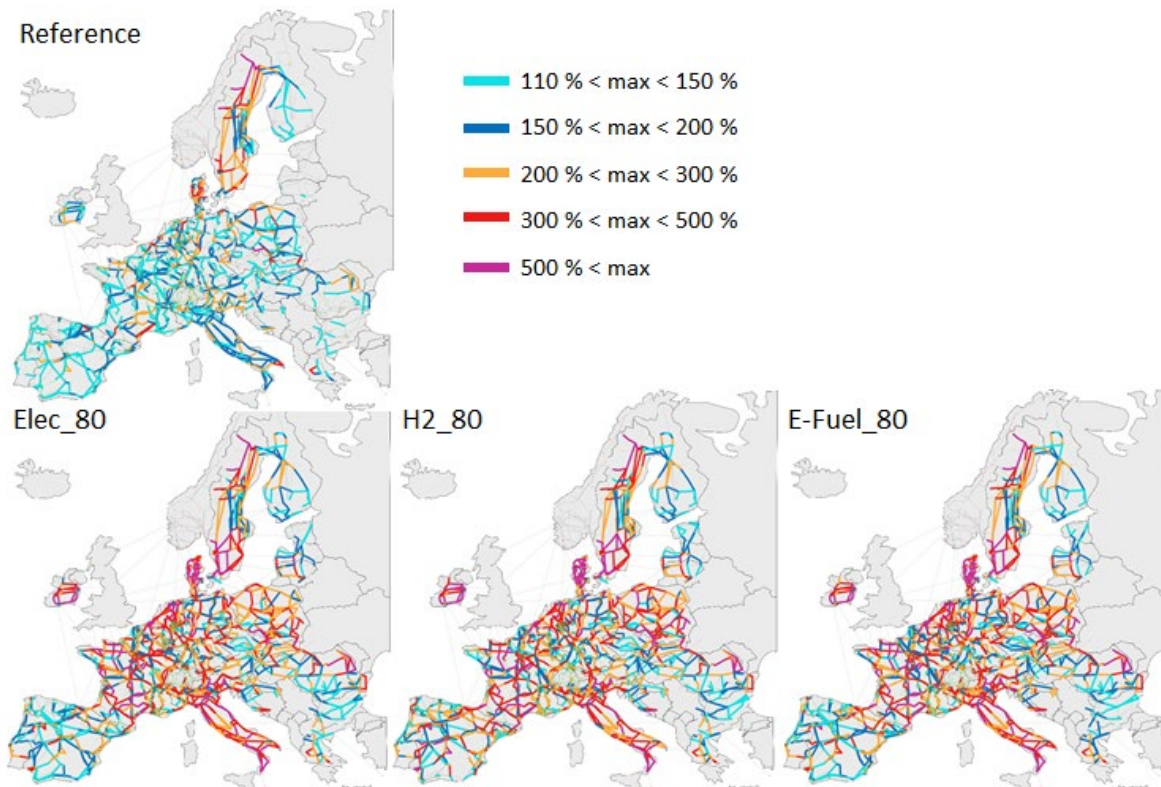 Reference
110 % < max < 150 %
150 % < max < 200 %
200 % < max < 300 %
300 % < max < 500 %
500 % < max
Elec_80
H2_80
E-Fuel_80